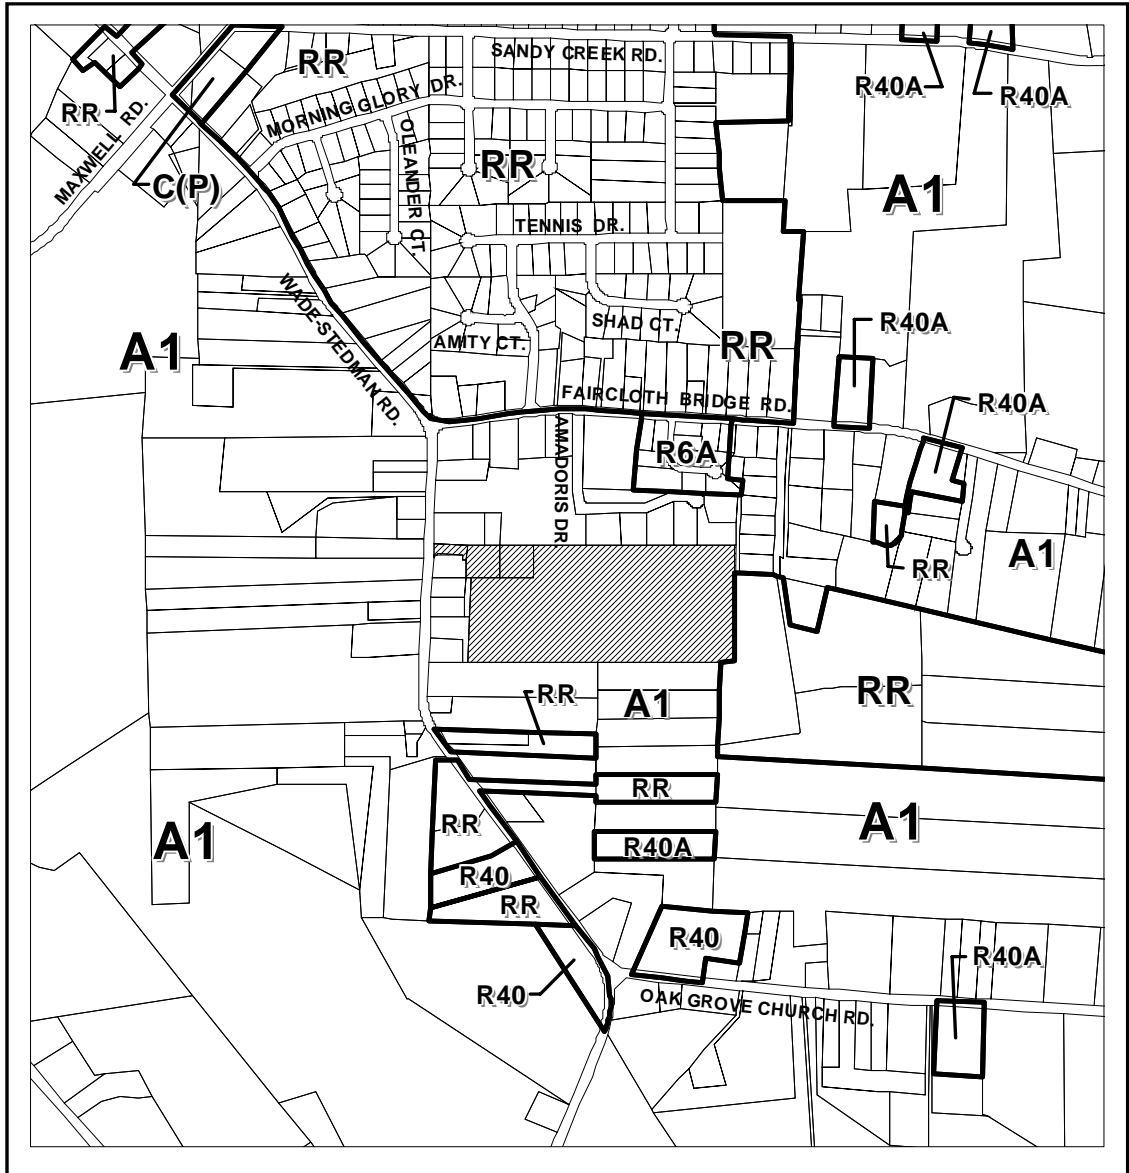 SANDY CREEK RD.
RR
R40A
R40A
RR
MORNING GLORY DR.
MAXWELL RD.
OLEANDER CT.
RR
C(P)
A1
TENNIS DR.
WADE-STEDMAN RD.
SHAD CT.
R40A
A1
AMITY CT.
RR
FAIRCLOTH BRIDGE RD.
R40A
AMADORIS DR.
R6A
A1
RR
RR
A1
RR
RR
A1
A1
RR
R40A
R40
RR
R40
R40A
R40
OAK GROVE CHURCH RD.